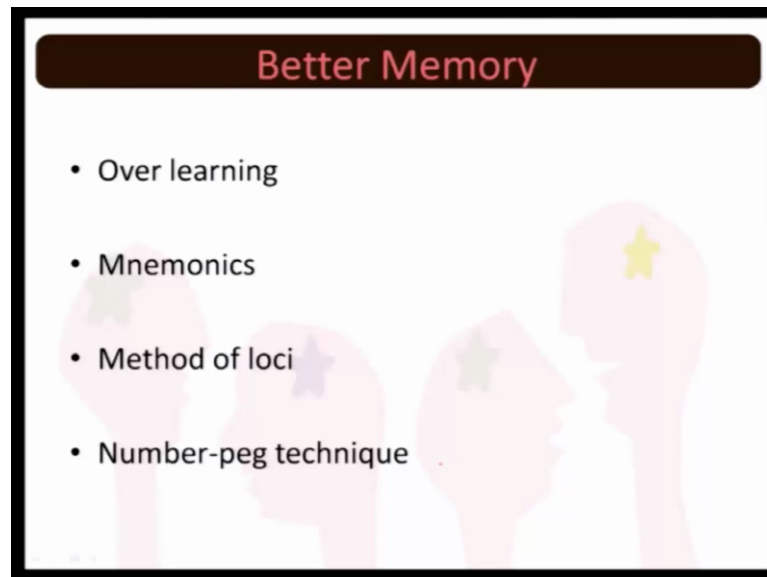 Better Memory
• Over learning
• Mnemonics
• Method of loci
• Number-peg technique